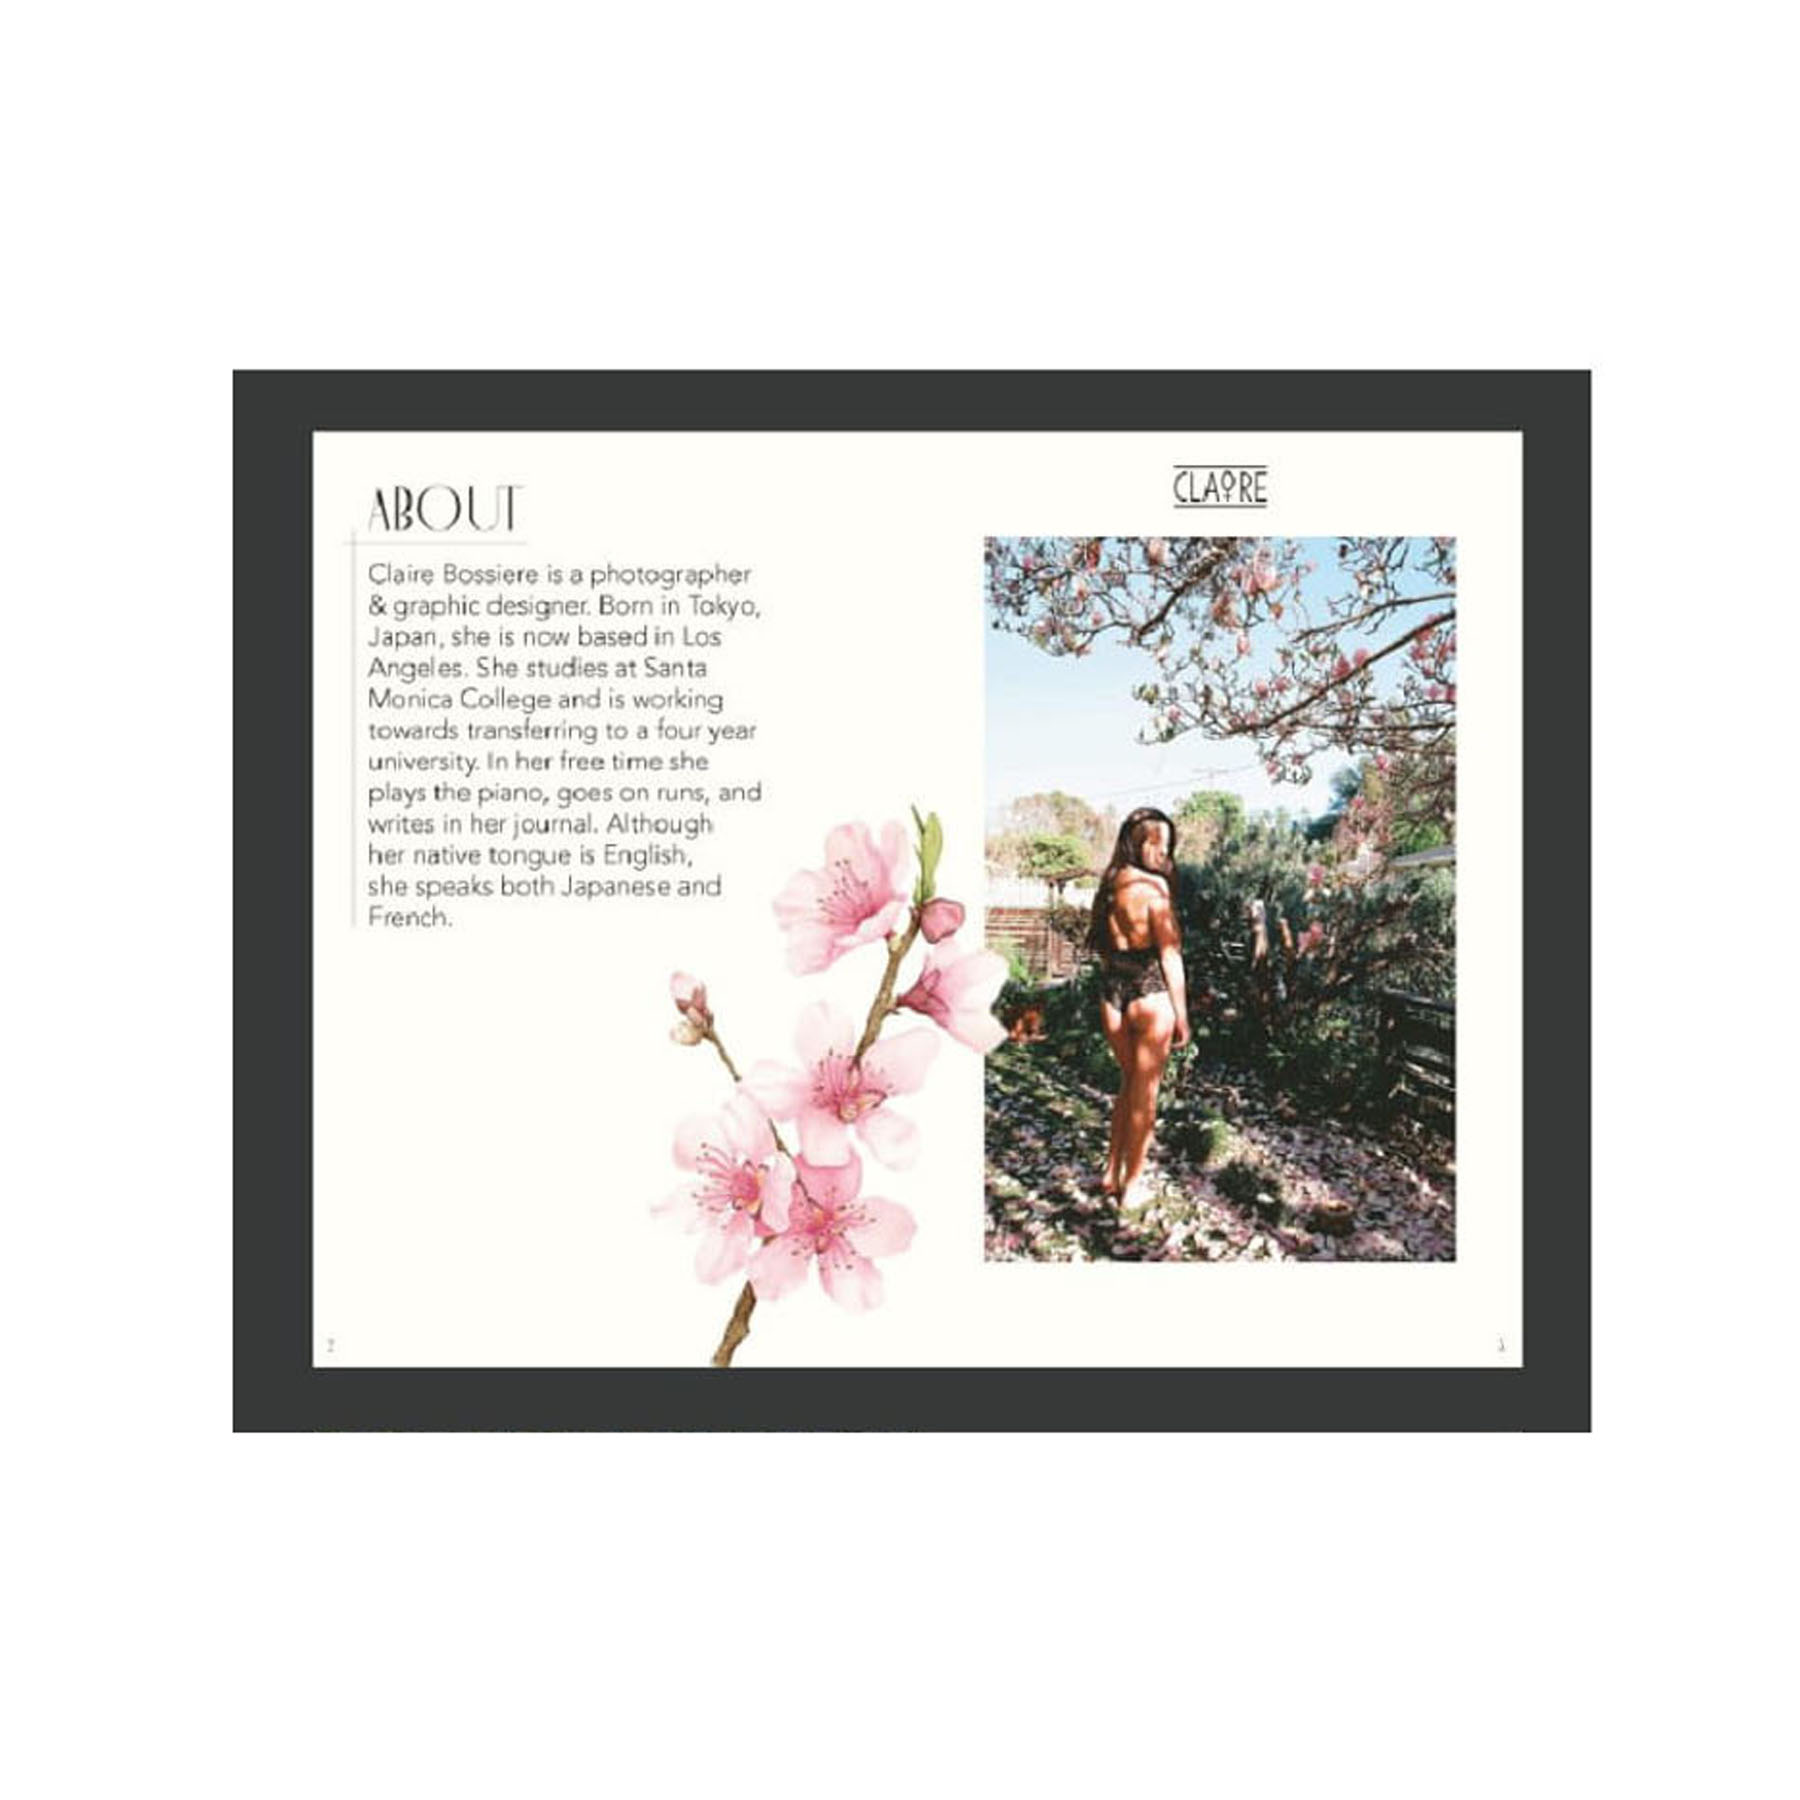 ABOUT
Claire Bossiere is a photographer
& graphic designer. Born in Tokyo,
Japan, she is now based in Los
Angeles. She studies at Santa
Monica College and is working
towards transferring to a four year
university. In her free time she
plays the piano, goes on runs, and
writes in her journal. Although
her native tongue is English,
she speaks both Japanese and
French.
2
CLAIRE